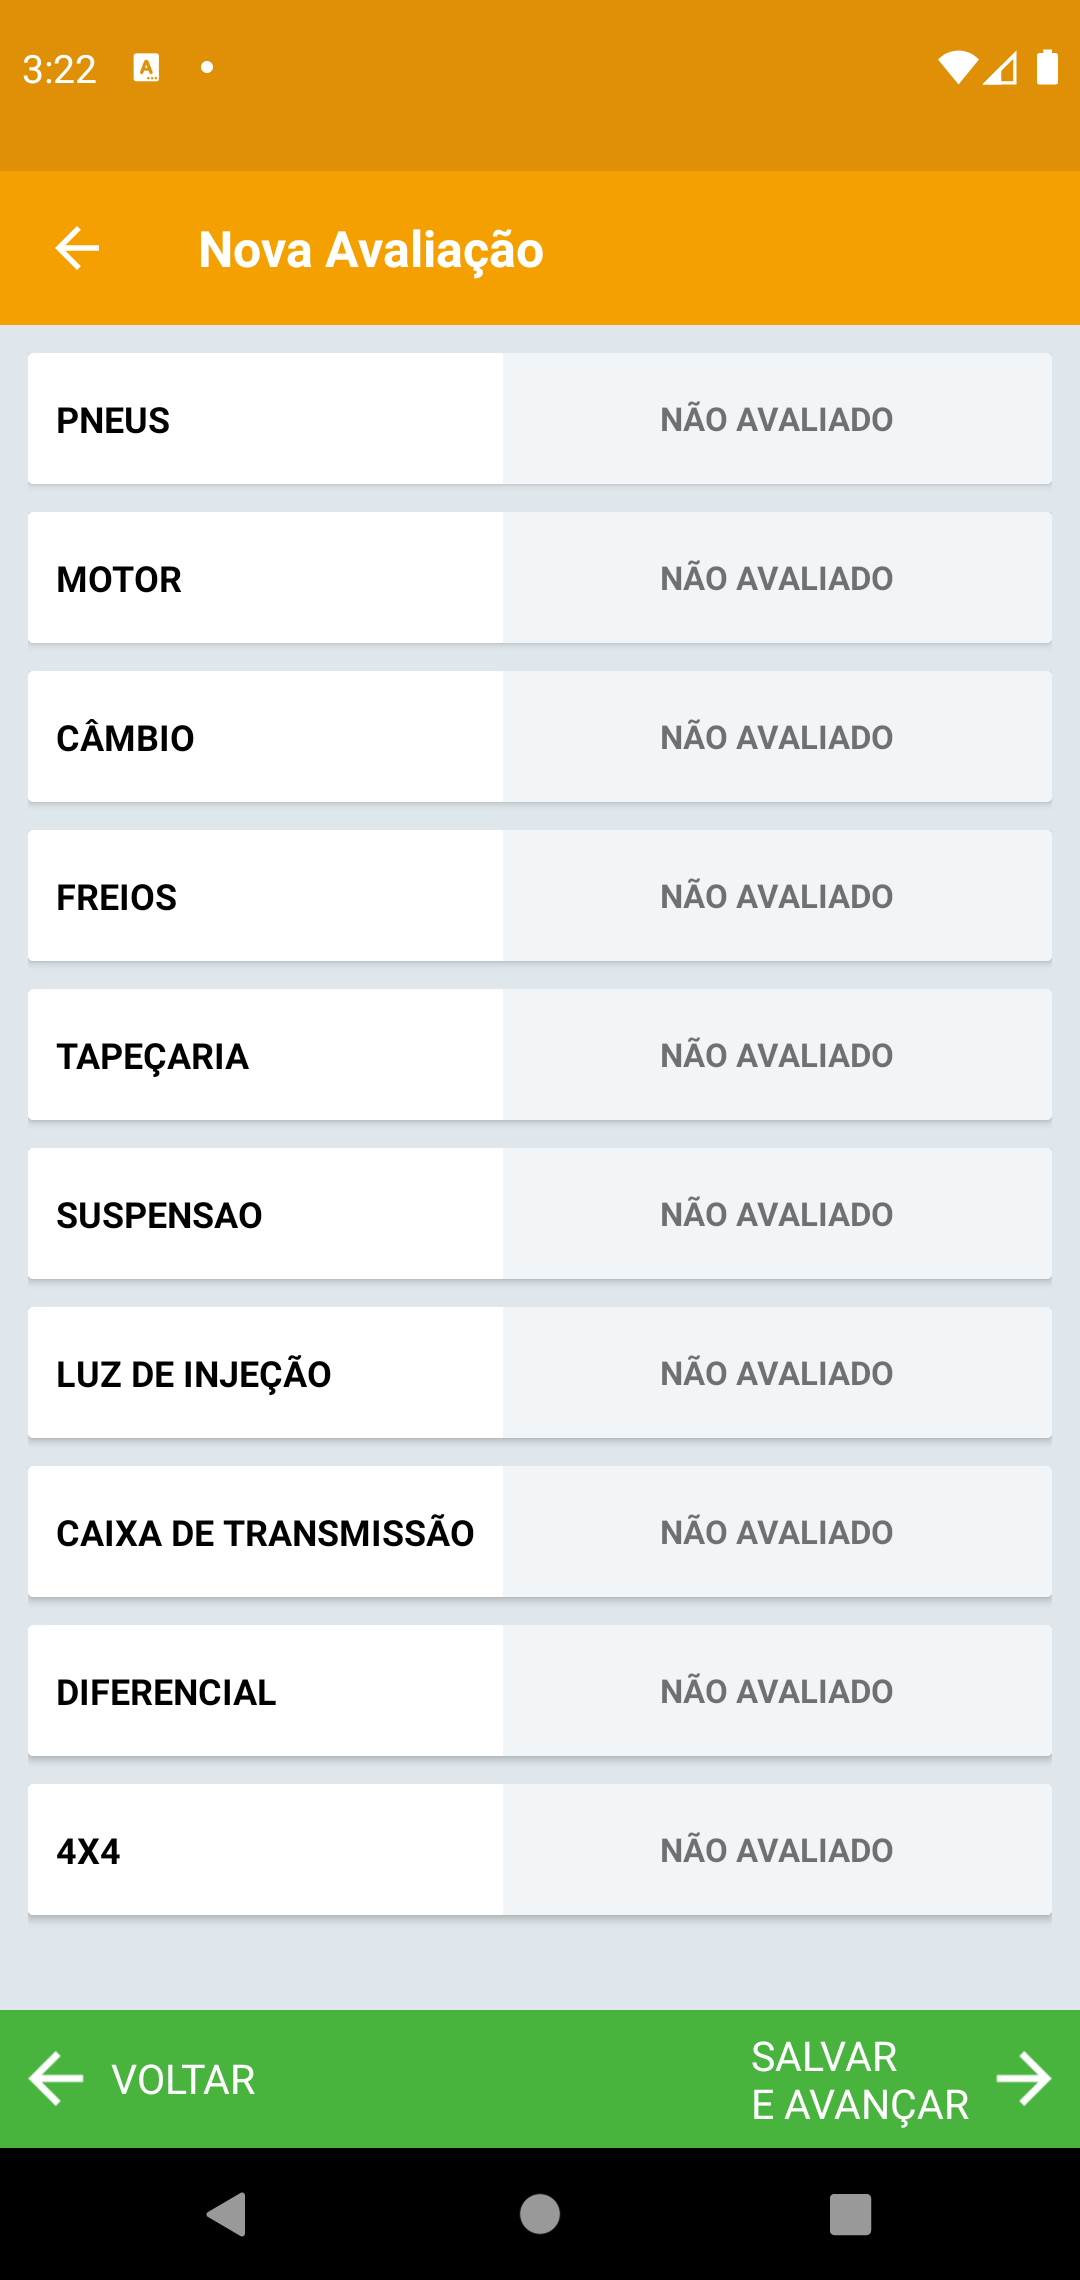 3:22
Nova Avaliação
PNEUS NÃO AVALIADO
MOTOR NÃO AVALIADO
CÂMBIO NÃO AVALIADO
FREIOS NÃO AVALIADO
TAPEÇARIA NÃO AVALIADO
SUSPENSAO NÃO AVALIADO
LUZ DE INJEÇÃO NÃO AVALIADO
CAIXA DE TRANSMISSÃO NÃO AVALIADO
DIFERENCIAL NÃO AVALIADO
4X4 NÃO AVALIADO
VOLTAR
SALVAR
E AVANÇAR